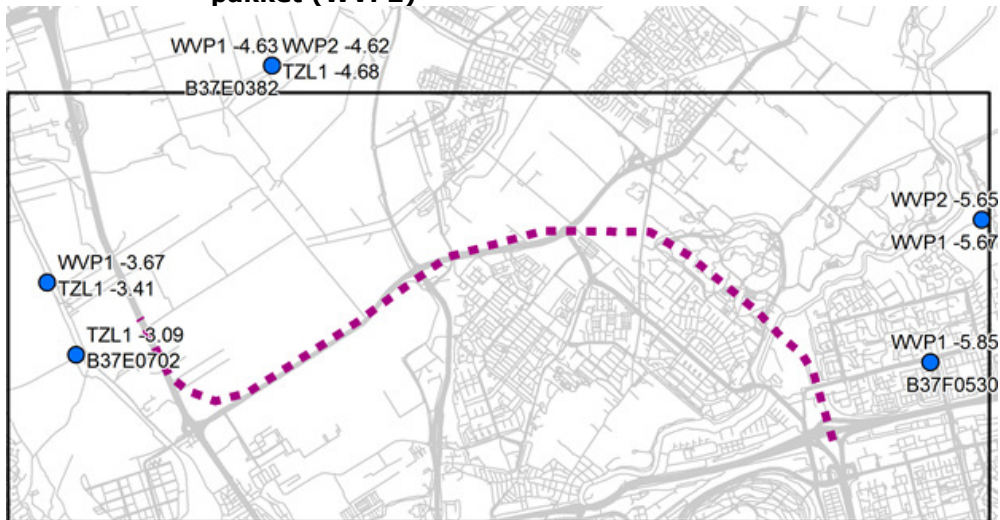 pakket (WVP2)
WVP1 -4.63 WVP2 -4.62
TZL1 -4.68
B37E0382
WVP2 -5.65
WVP1 -5.67
WVP1 -3.67
TZL1 -3.41
TZL1 -3.09
B37E0702
WVP1 -5.85
B37F0530